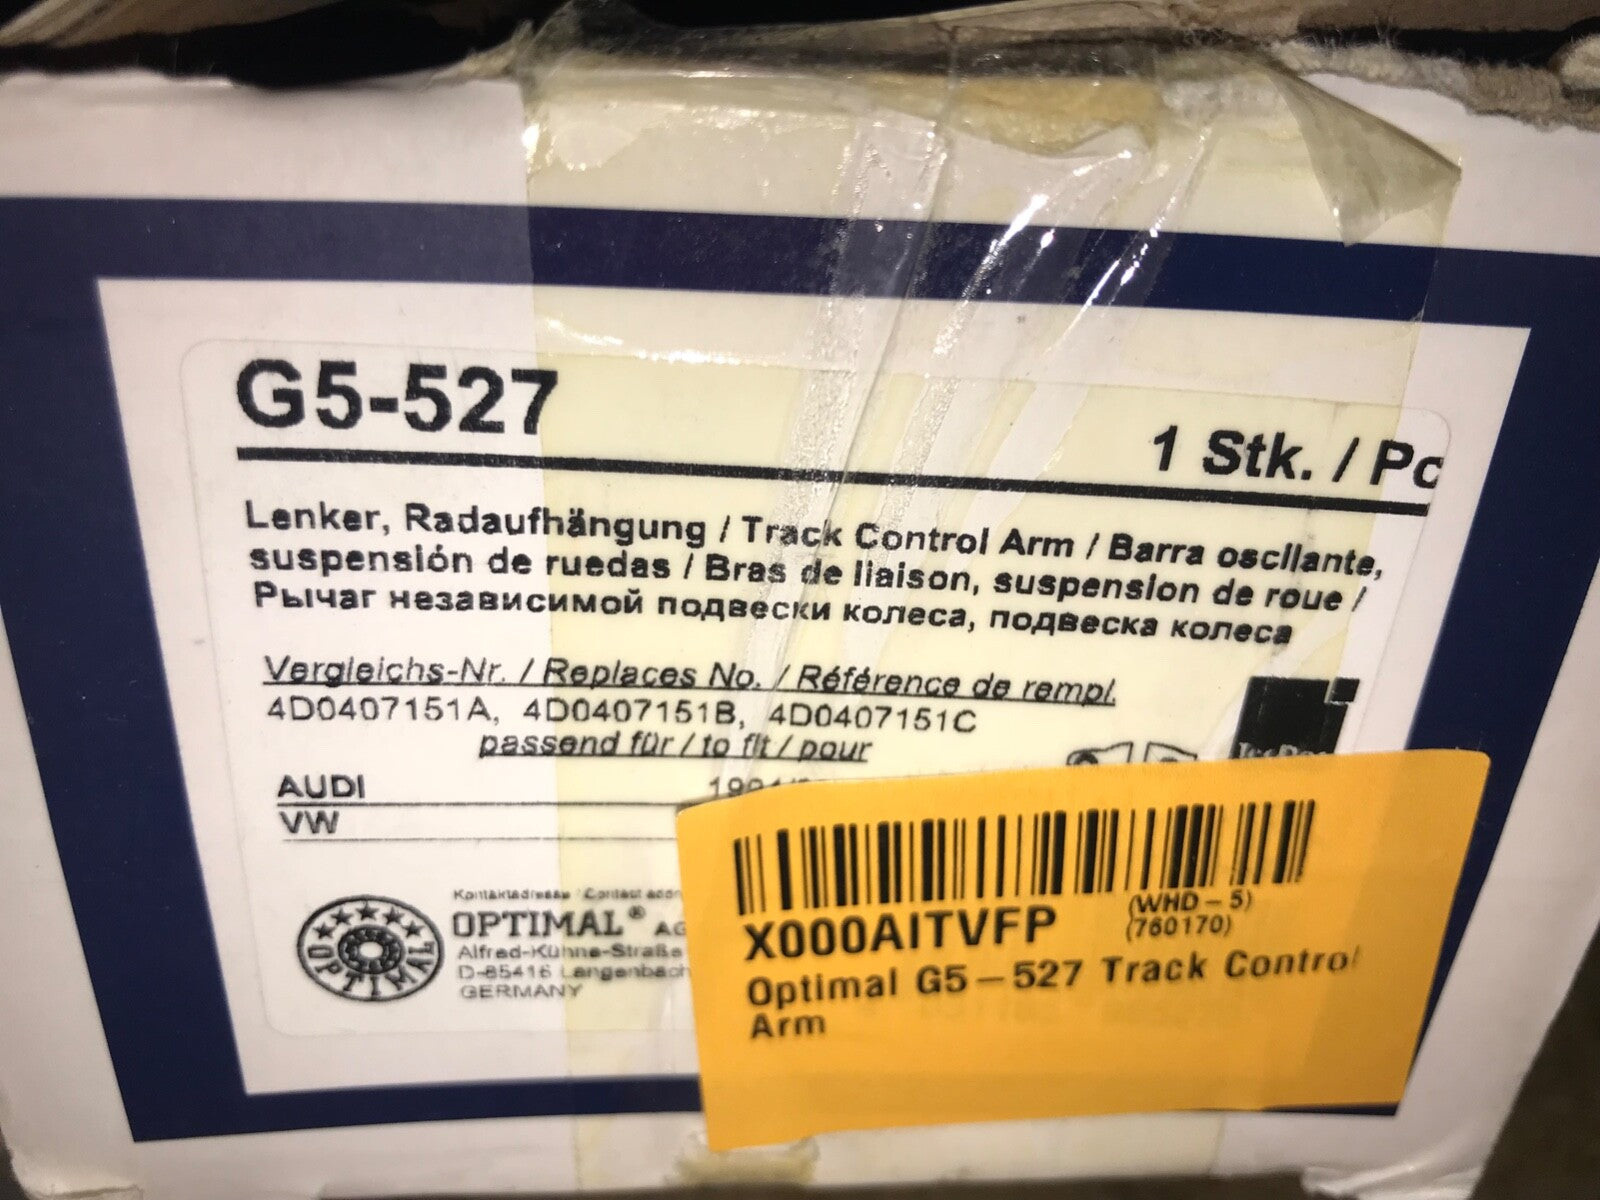 G5-527
1 Stk. / Pc
Lenker, Radaufhängung / Track Control Arm / Barra oscilante,
suspensión de ruedas / Bras de liaison, suspension de roue /
Рычаг независимой подвески колеса, подвеска колеса
Vergleichs-Nr. / Replaces No. / Référence de rempl.
4D0407151A, 4D0407151B, 4D0407151C
passend für / to fit / pour
AUDI
VW
OPTIMAL
Kontaktadresse / Contact
OPTIMAL® AG
Alfred-Kühne-Straße
D-85416 Langenbach
GERMANY
X000AITVFP
(WHD-5)
(760170)
Optimal G5-527 Track Control
Arm